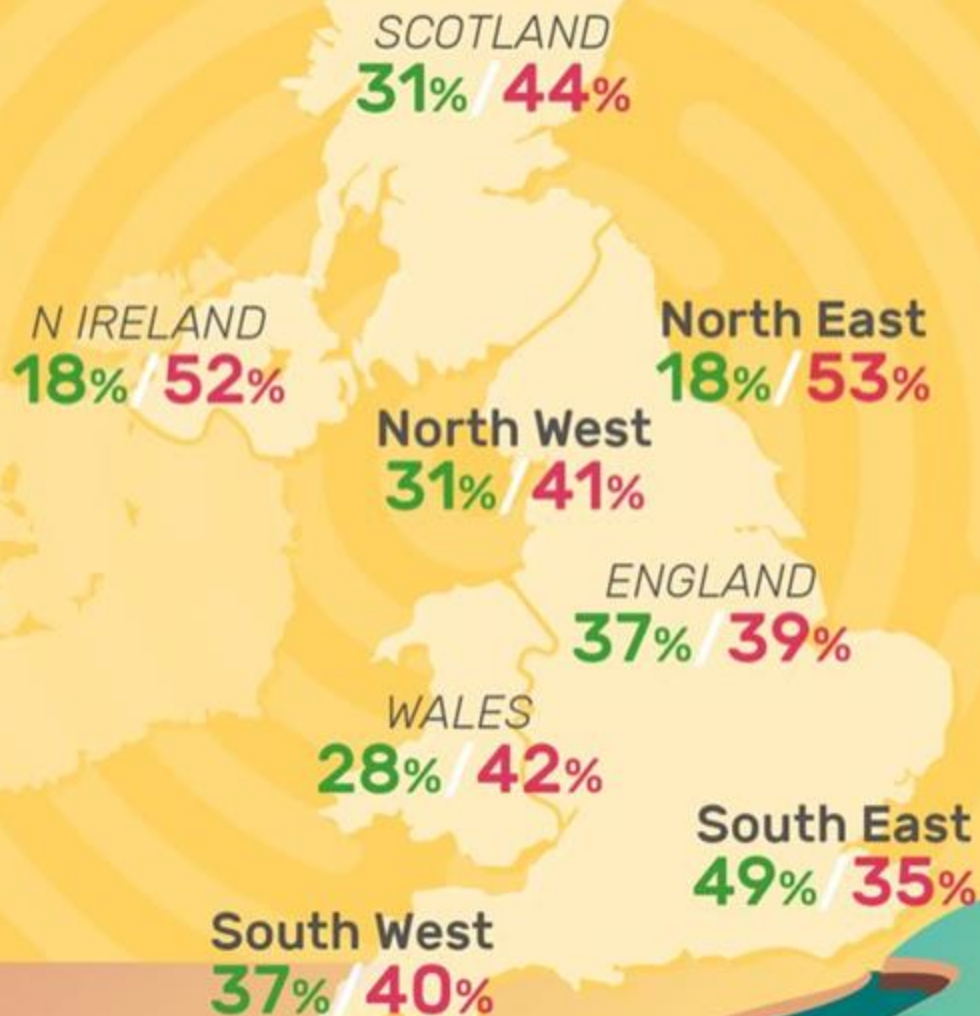 SCOTLAND
31%/44%
N IRELAND
18%/52%
North East
18%/53%
North West
31%/41%
ENGLAND
37%/39%
WALES
28%/42%
South East
49%/35%
South West
37%/40%